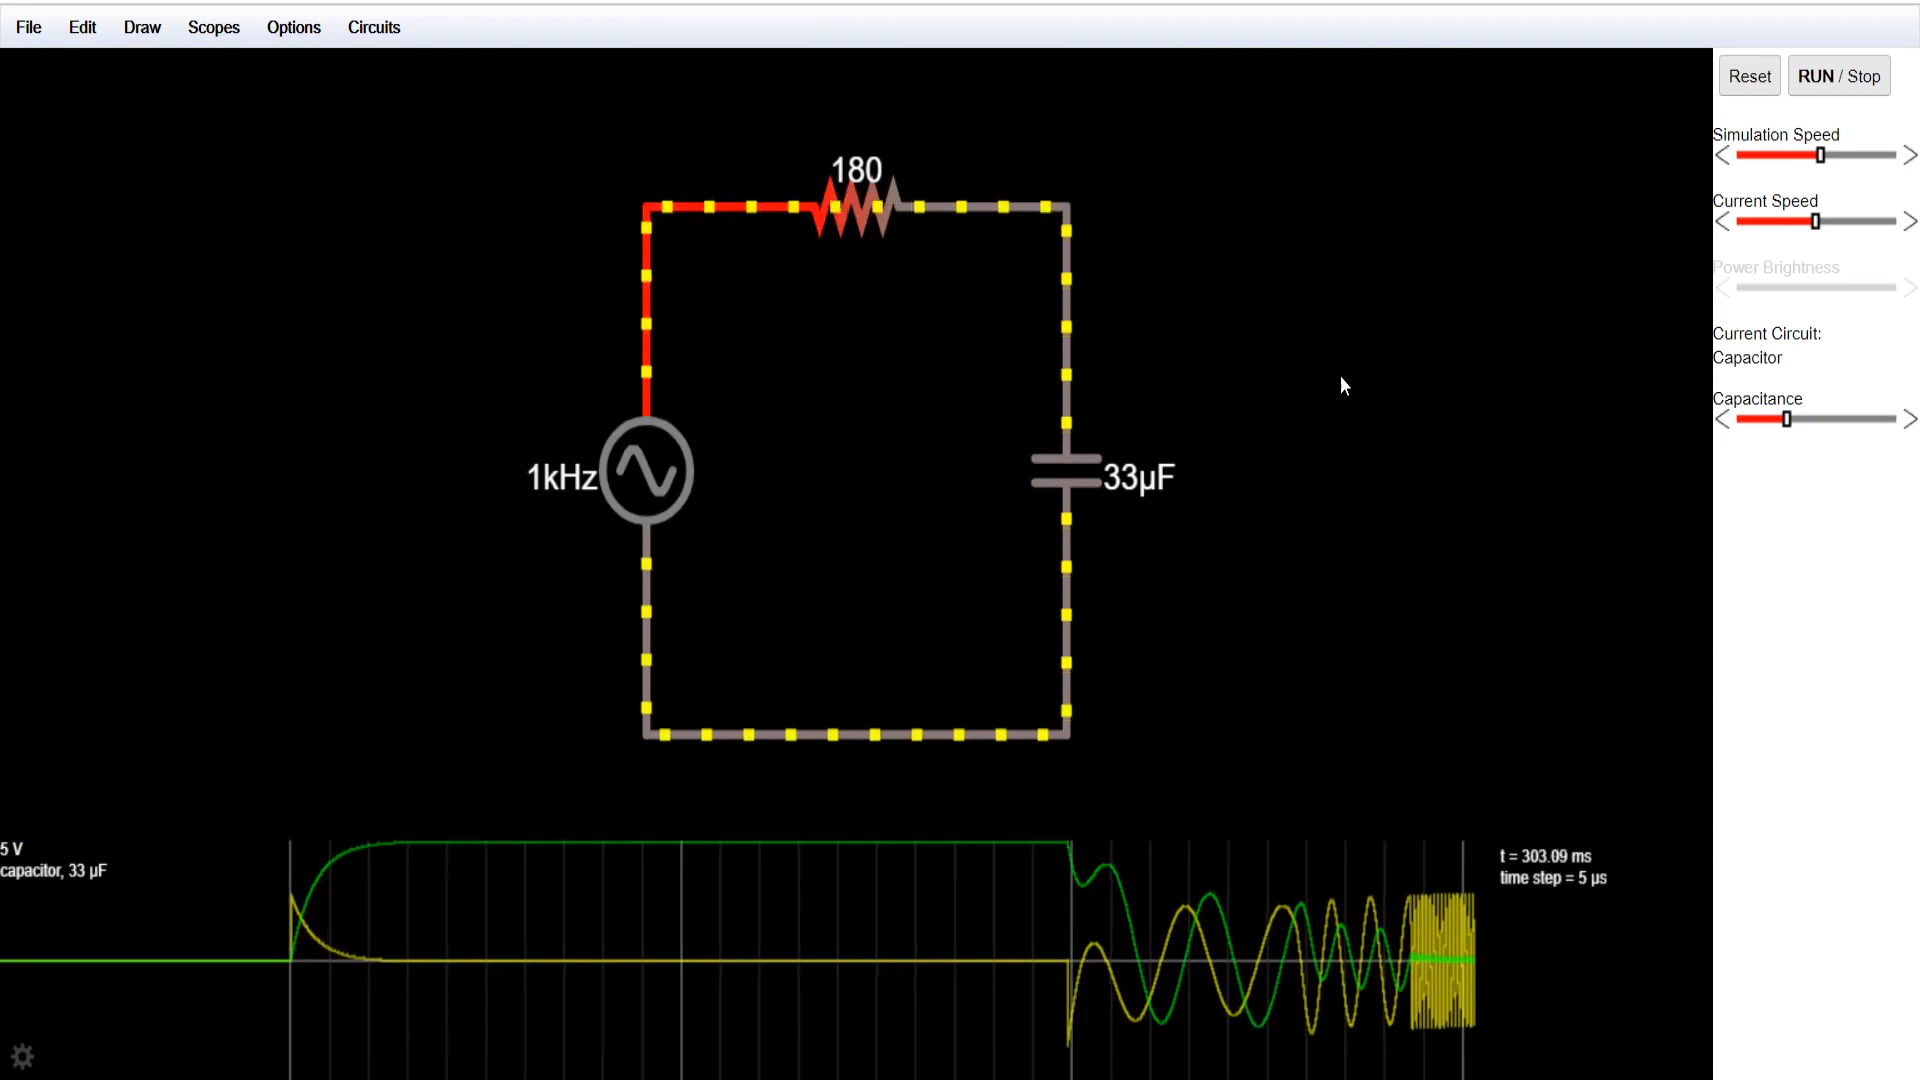 File Edit Draw Scopes Options Circuits
Reset RUN / Stop
Simulation Speed
Current Speed
Power Brightness
Current Circuit:
Capacitor
Capacitance
180
1kHz
33µF
5 V
capacitor, 33 µF
t = 303.09 ms
time step = 5 µs